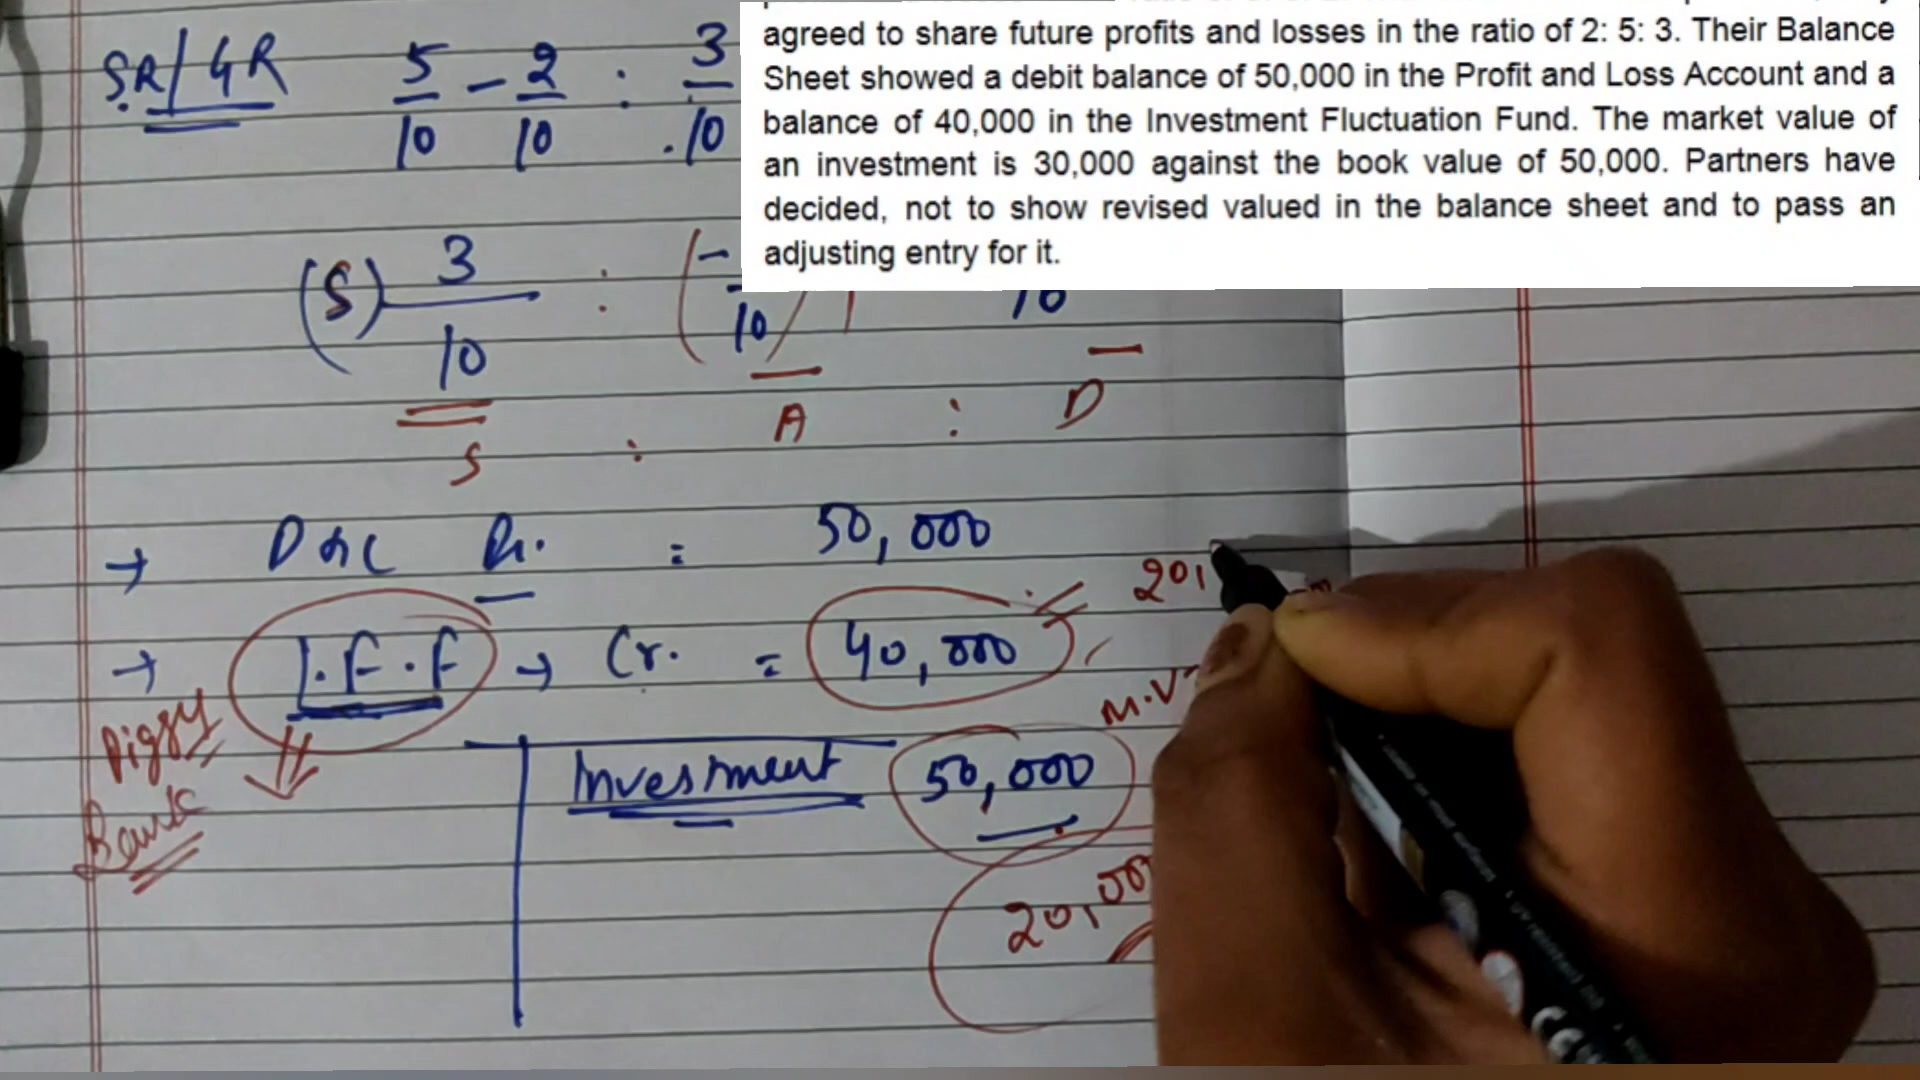 agreed to share future profits and losses in the ratio of 2: 5: 3. Their Balance
Sheet showed a debit balance of 50,000 in the Profit and Loss Account and a
balance of 40,000 in the Investment Fluctuation Fund. The market value of
an investment is 30,000 against the book value of 50,000. Partners have
decided, not to show revised valued in the balance sheet and to pass an
adjusting entry for it.
SR/GR 5/10 - 2/10 : 3/10
(S) 3/10 : (-/10) 10
S : A : D
→ Dr. = 50,000
20,
→ I.F.F → Cr. = 40,000
M.V
Piggy
Bank
Investment 50,000
20,000